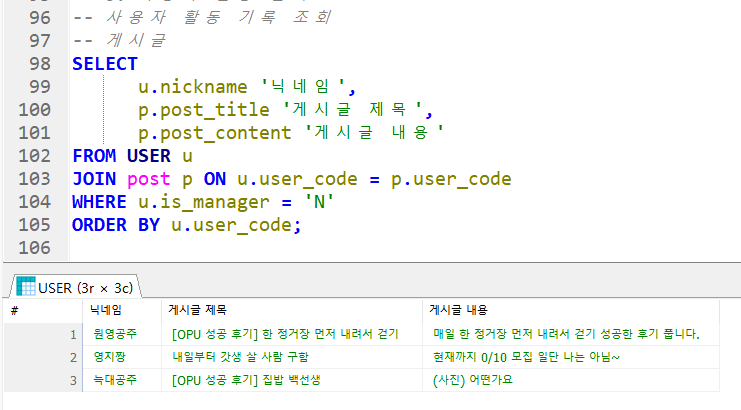 96 -- 사용자 활동 기록 조회
97 -- 게시글
98 SELECT
99 u.nickname '닉네임',
100 p.post_title '게시글 제목',
101 p.post_content '게시글 내용'
102 FROM USER u
103 JOIN post p ON u.user_code = p.user_code
104 WHERE u.is_manager = 'N'
105 ORDER BY u.user_code;
106
USER (3r × 3c)
# 닉네임 게시글 제목 게시글 내용
1 원영공주 [OPU 성공 후기] 한 정거장 먼저 내려서 걷기 매일 한 정거장 먼저 내려서 걷기 성공한 후기 풉니다.
2 영지짱 내일부터 갓생 살 사람 구함 현재까지 0/10 모집 일단 나는 아님~
3 늑대공주 [OPU 성공 후기] 집밥 백선생 (사진) 어떤가요